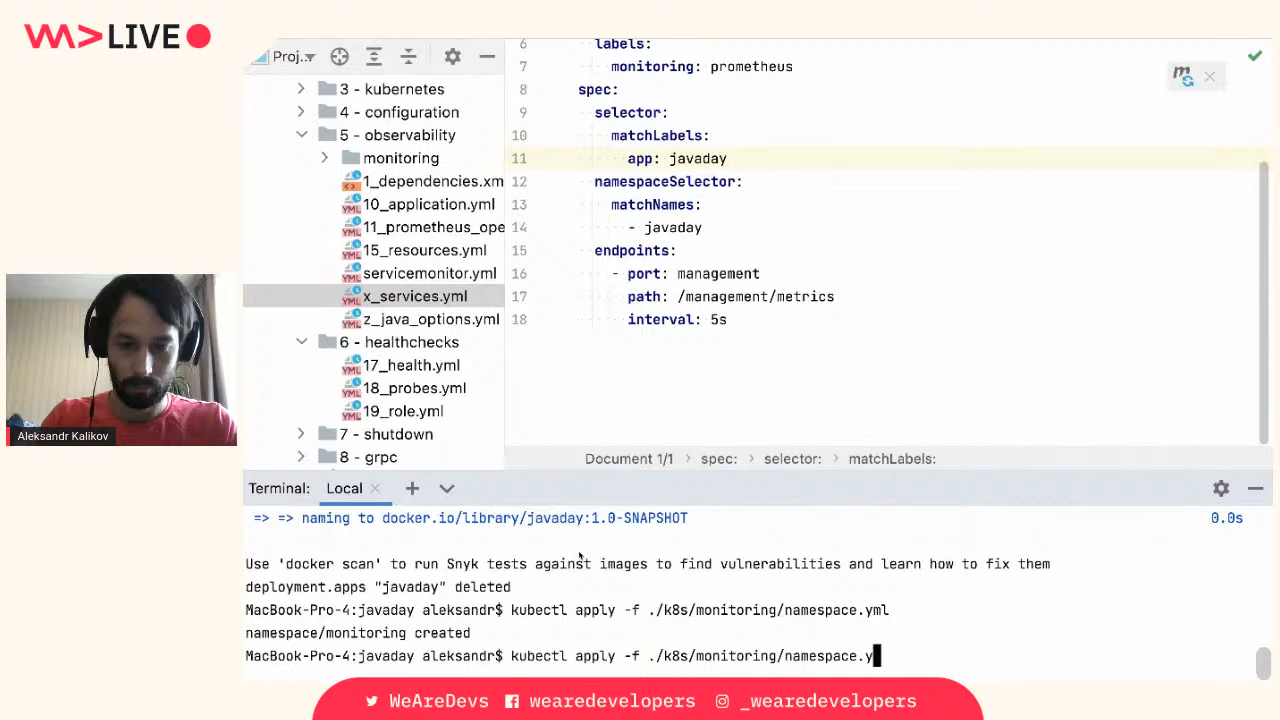 WA>LIVE
Proj..
3 - kubernetes
4 - configuration
5 - observability
monitoring
1_dependencies.xm
10_application.yml
11_prometheus_ope
15_resources.yml
servicemonitor.yml
x_services.yml
z_java_options.yml
6 - healthchecks
17_health.yml
18_probes.yml
19_role.yml
7 - shutdown
8 - grpc
6 labels:
7 monitoring: prometheus
8 spec:
9 selector:
10 matchLabels:
11 app: javaday
12 namespaceSelector:
13 matchNames:
14 - javaday
15 endpoints:
16 - port: management
17 path: /management/metrics
18 interval: 5s
Document 1/1 > spec: > selector: > matchLabels:
Aleksandr Kalikov
Terminal: Local
=> => naming to docker.io/library/javaday:1.0-SNAPSHOT 0.0s
Use 'docker scan' to run Snyk tests against images to find vulnerabilities and learn how to fix them
deployment.apps "javaday" deleted
MacBook-Pro-4:javaday aleksandr$ kubectl apply -f ./k8s/monitoring/namespace.yml
namespace/monitoring created
MacBook-Pro-4:javaday aleksandr$ kubectl apply -f ./k8s/monitoring/namespace.y
WeAreDevs wearedevelopers _wearedevelopers